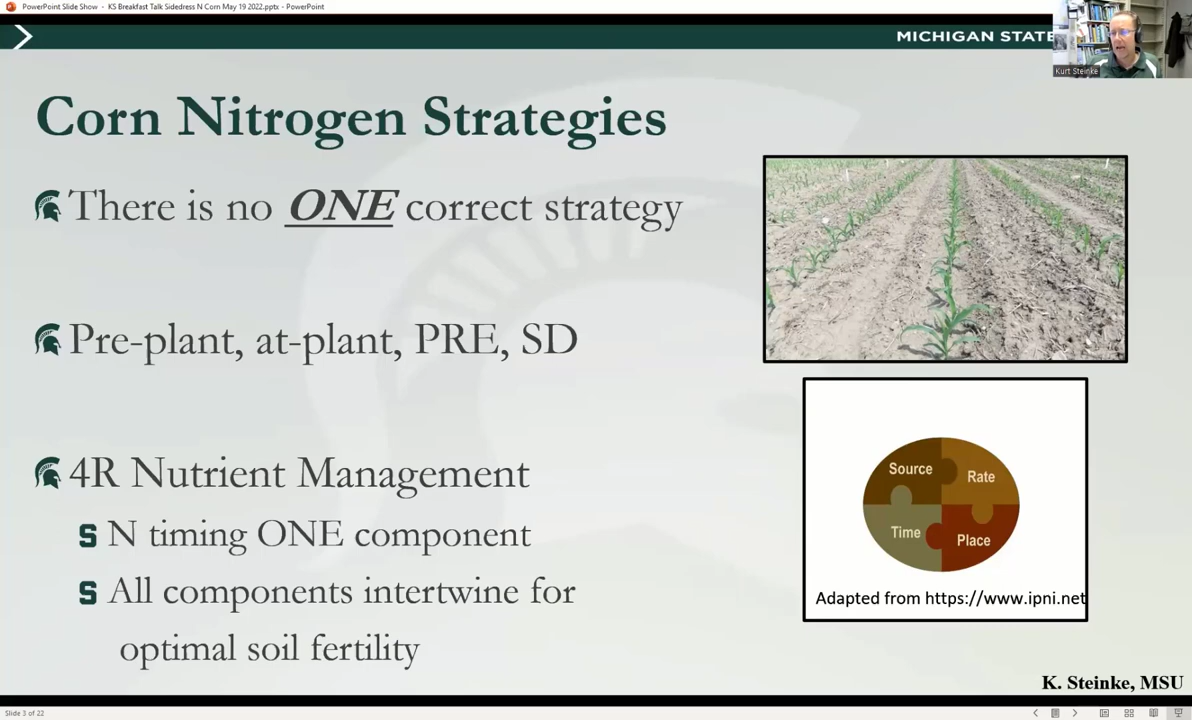 PowerPoint Slide Show - KS Breakfast Talk Sidedress N Corn May 19 2022.pptx - PowerPoint
MICHIGAN STATE
Kurt Steinke
Corn Nitrogen Strategies
There is no ONE correct strategy
Pre-plant, at-plant, PRE, SD
4R Nutrient Management
S N timing ONE component
S All components intertwine for
optimal soil fertility
Source
Rate
Time
Place
Adapted from https://www.ipni.net
K. Steinke, MSU
Slide 3 of 22